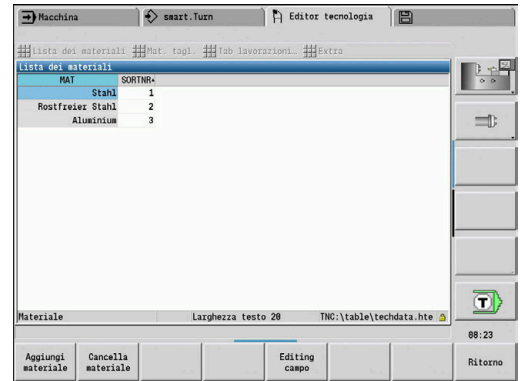 Macchina smart.Turn Editor tecnologia
Lista dei materiali Mat. tagl. Tab lavorazioni… Extra
Lista dei materiali
MAT SORTNR
Stahl 1
Rostfreier Stahl 2
Aluminium 3
Materiale Larghezza testo 20 TNC:\table\techdata.hte
T
08:23
Aggiungi materiale Cancella materiale Editing campo Ritorno